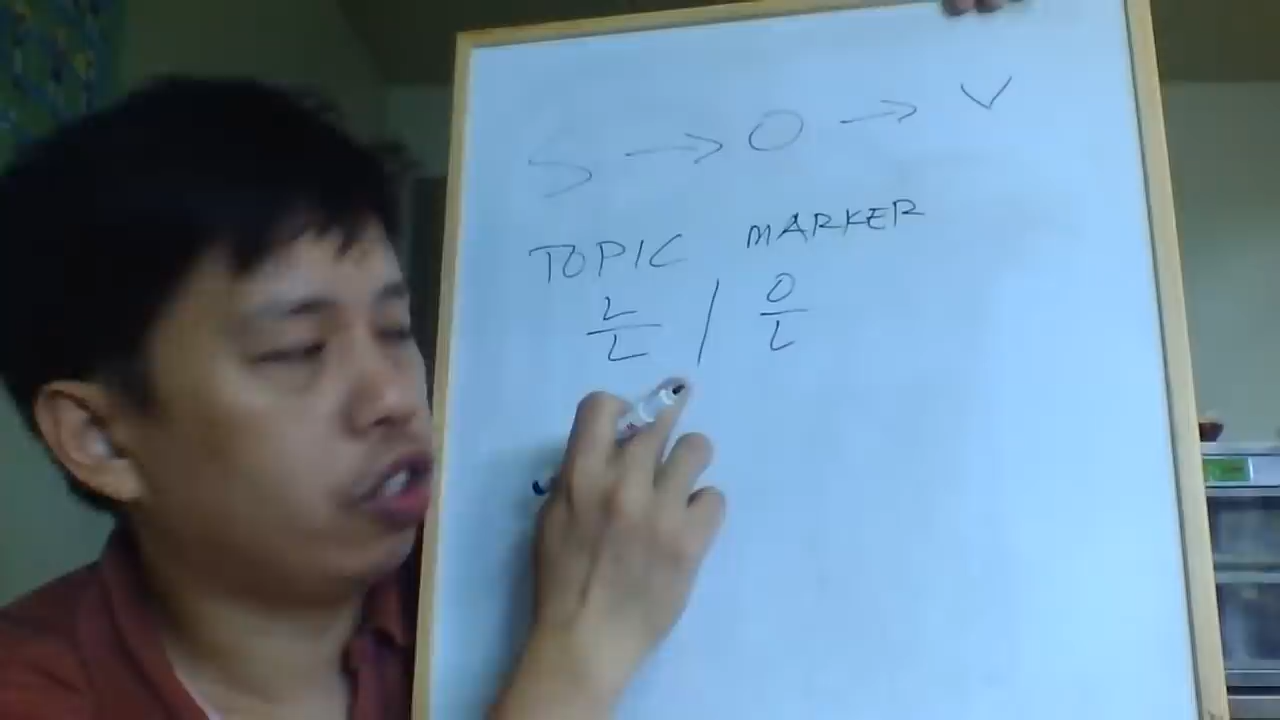 S → O → V
TOPIC MARKER
는 / 은